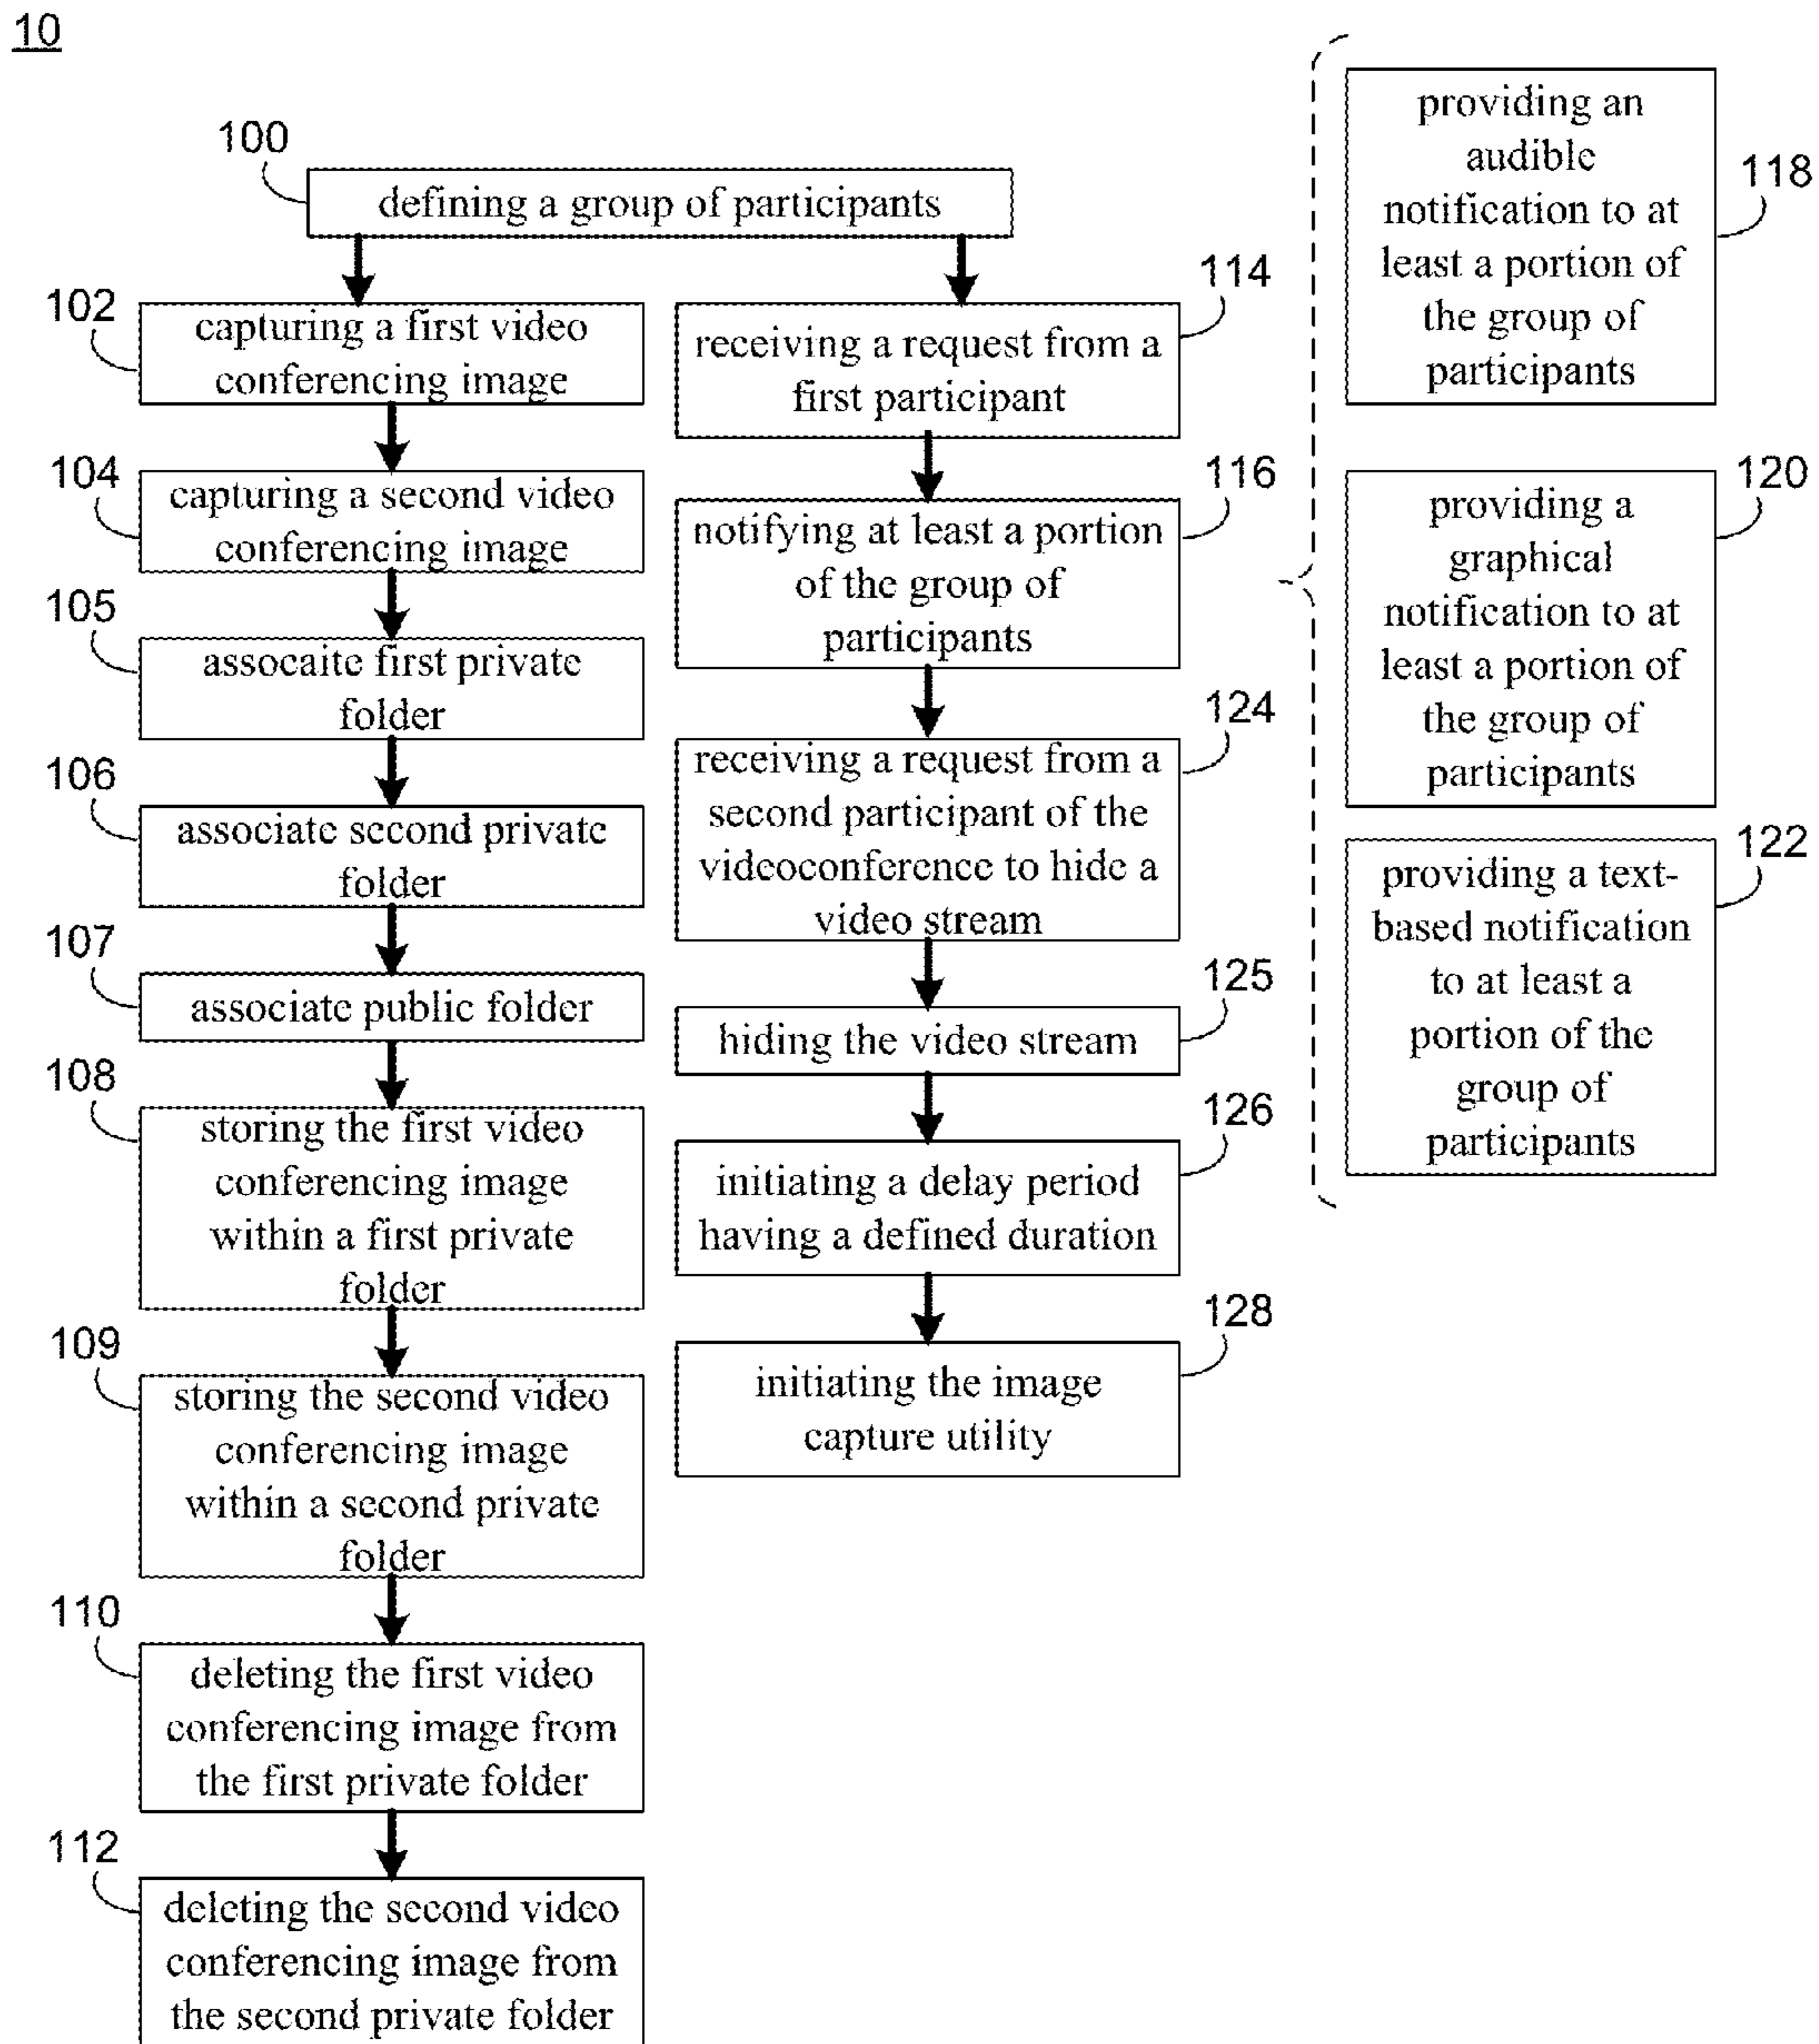 10
100
defining a group of participants
102
capturing a first video
conferencing image
104
capturing a second video
conferencing image
105
assocaite first private
folder
106
associate second private
folder
107
associate public folder
108
storing the first video
conferencing image
within a first private
folder
109
storing the second video
conferencing image
within a second private
folder
110
deleting the first video
conferencing image from
the first private folder
112
deleting the second video
conferencing image from
the second private folder
114
receiving a request from a
first participant
116
notifying at least a portion
of the group of
participants
124
receiving a request from a
second participant of the
videoconference to hide a
video stream
125
hiding the video stream
126
initiating a delay period
having a defined duration
128
initiating the image
capture utility
118
providing an
audible
notification to at
least a portion of
the group of
participants
120
providing a
graphical
notification to at
least a portion of
the group of
participants
122
providing a text-
based notification
to at least a
portion of the
group of
participants